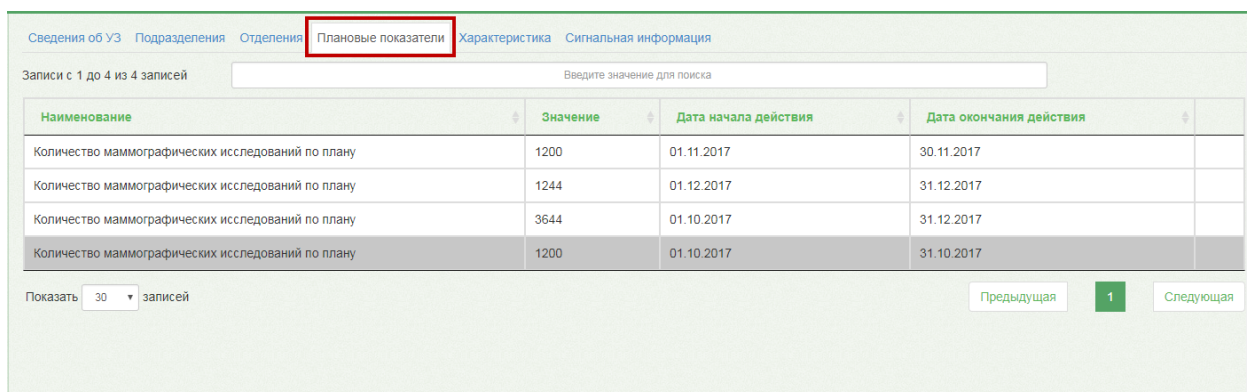 Сведения об УЗ Подразделения Отделения Плановые показатели Характеристика Сигнальная информация
Записи с 1 до 4 из 4 записей Введите значение для поиска
Наименование Значение Дата начала действия Дата окончания действия
Количество маммографических исследований по плану 1200 01.11.2017 30.11.2017
Количество маммографических исследований по плану 1244 01.12.2017 31.12.2017
Количество маммографических исследований по плану 3644 01.10.2017 31.12.2017
Количество маммографических исследований по плану 1200 01.10.2017 31.10.2017
Показать 30 записей Предыдущая 1 Следующая